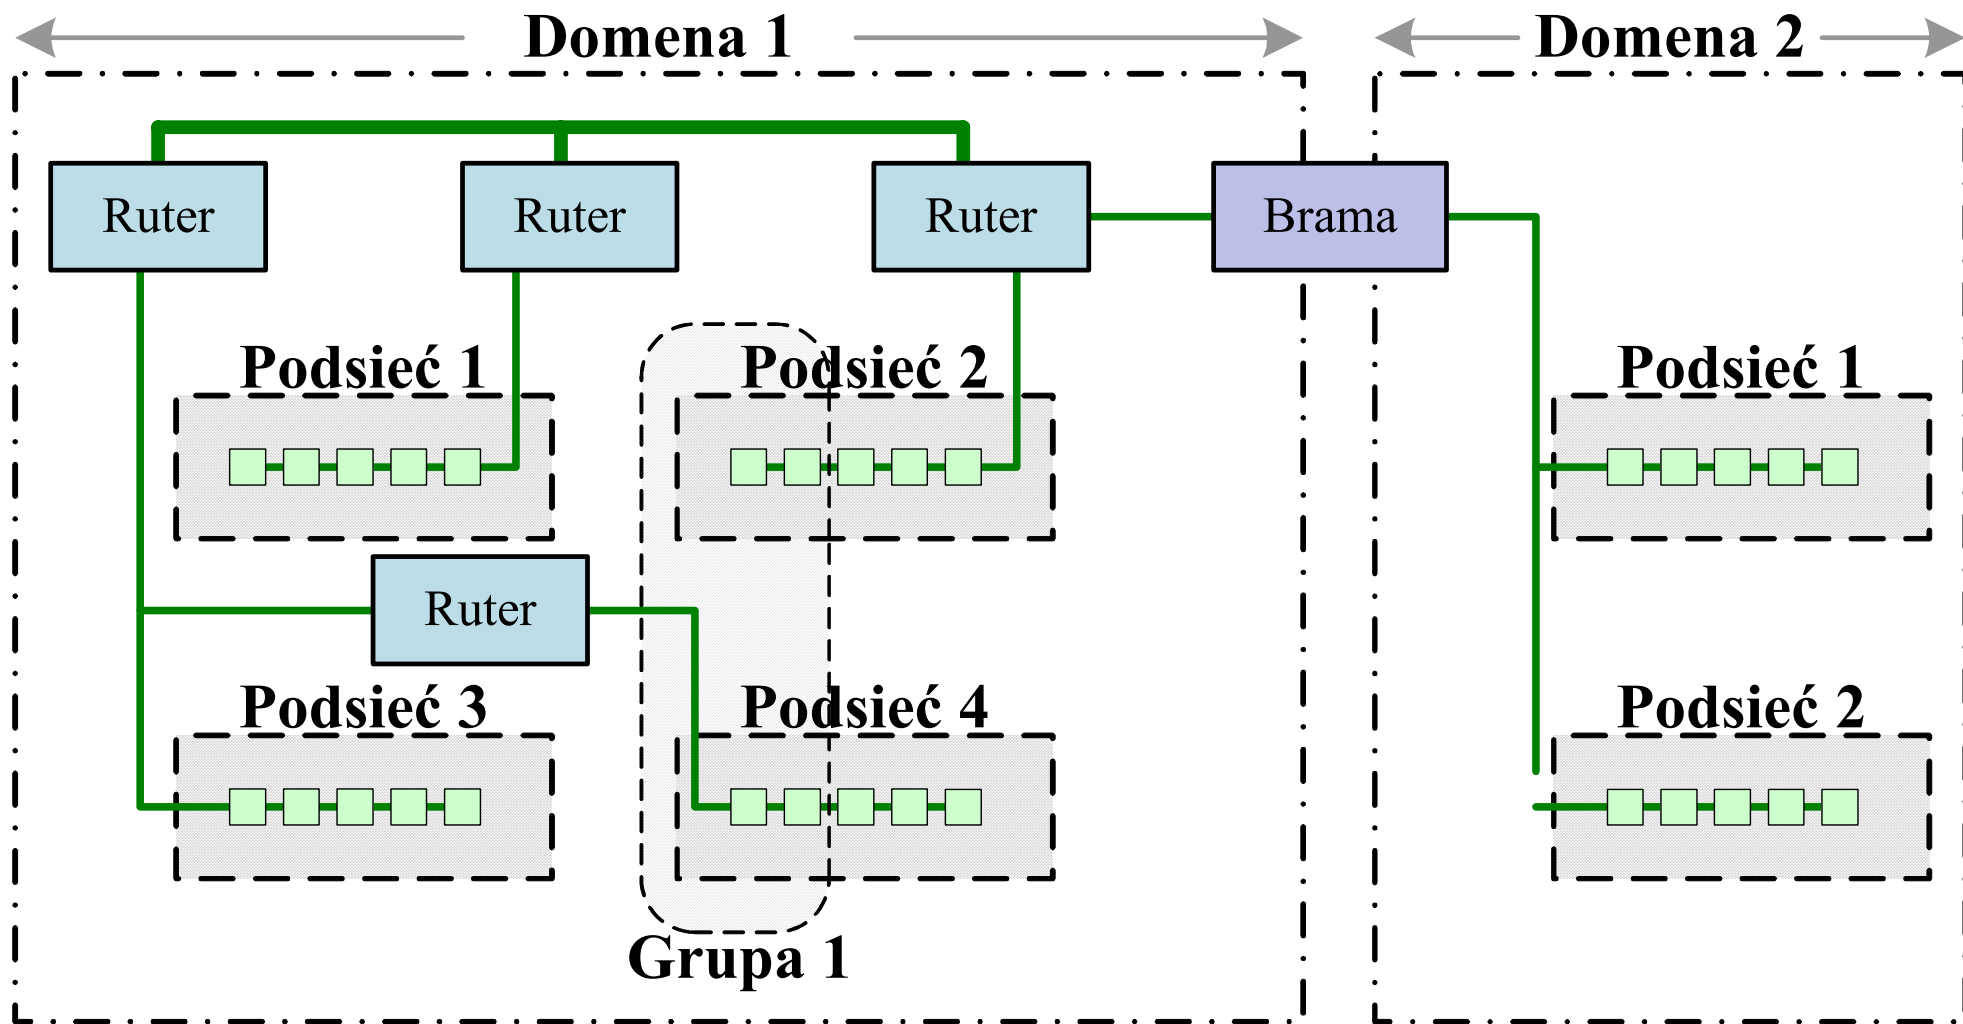 Domena 1
Domena 2
Ruter
Ruter
Ruter
Brama
Podsieć 1
Podsieć 2
Podsieć 1
Ruter
Podsieć 3
Podsieć 4
Podsieć 2
Grupa 1